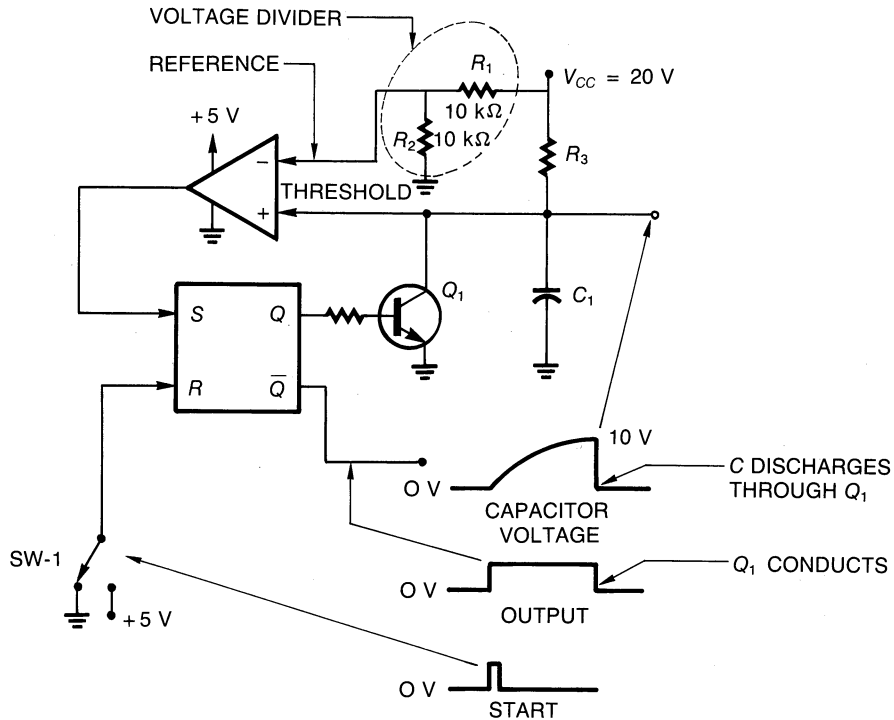 VOLTAGE DIVIDER
REFERENCE
R1
VCC = 20 V
10 kΩ
+5 V
R2
10 kΩ
R3
−
THRESHOLD
+
Q1
C1
S
Q
R
Q̅
10 V
C DISCHARGES
THROUGH Q1
O V
CAPACITOR
VOLTAGE
SW-1
Q1 CONDUCTS
O V
+5 V
OUTPUT
O V
START